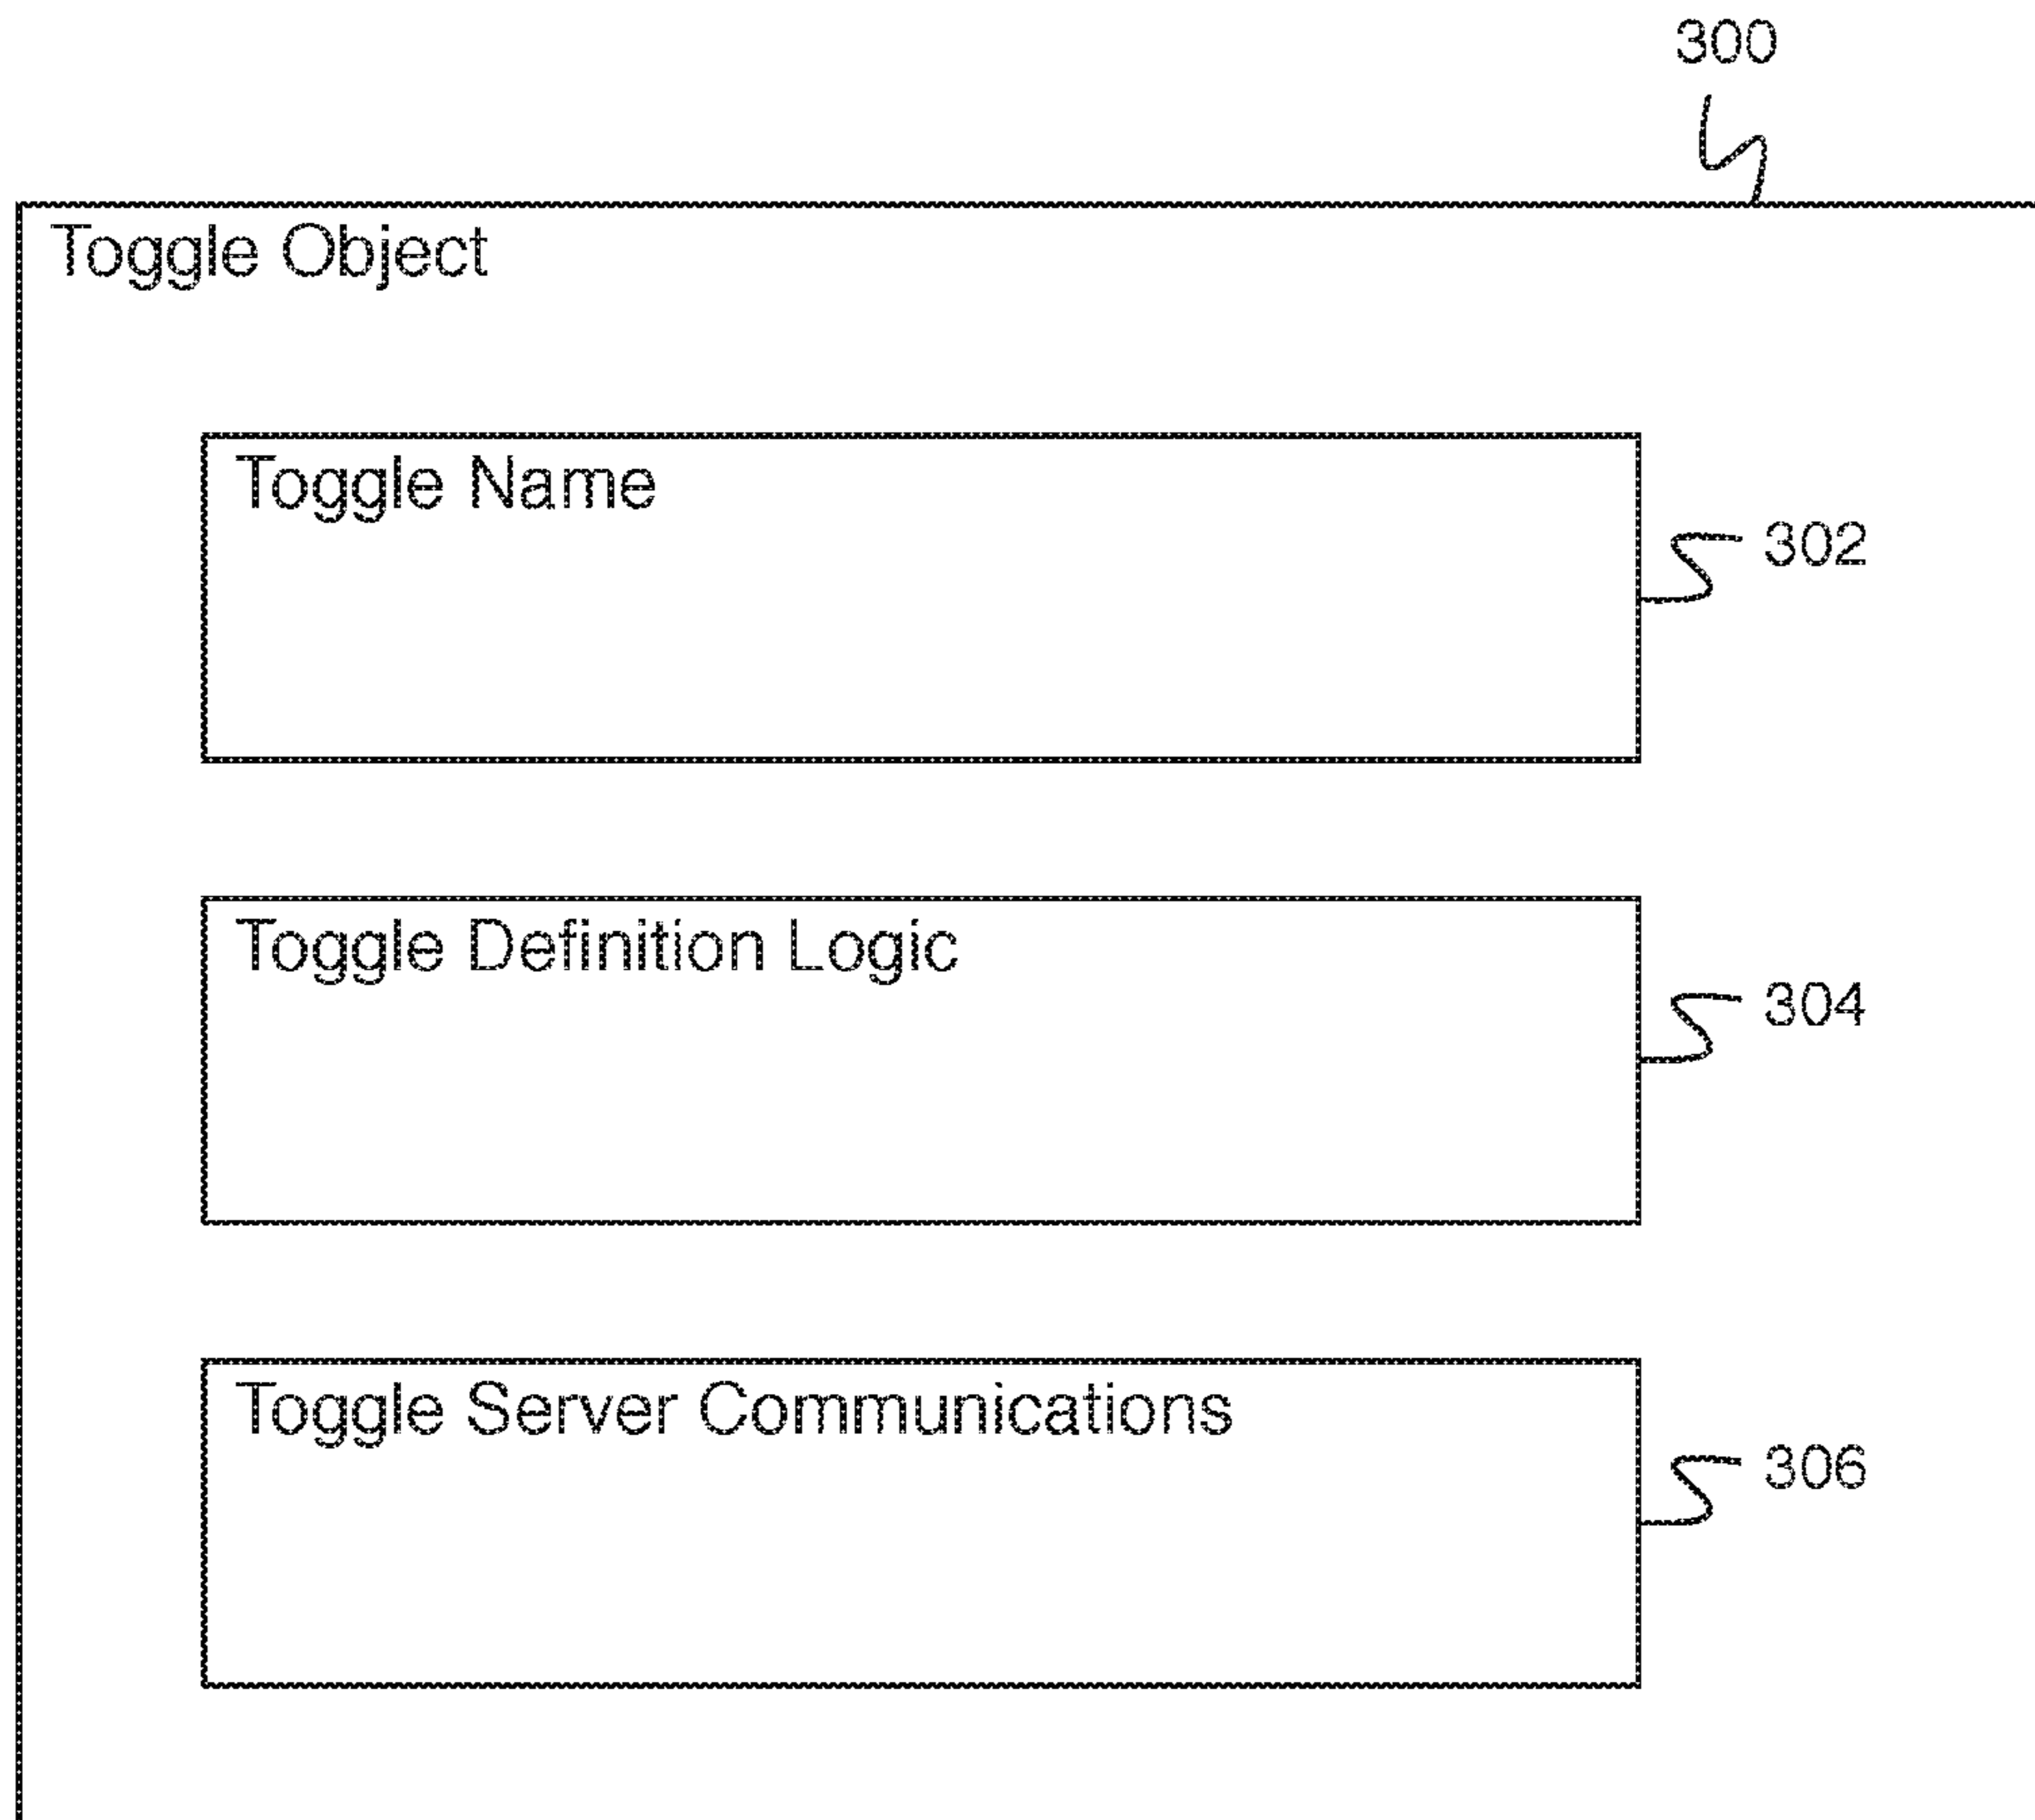 300
Toggle Object
Toggle Name
302
Toggle Definition Logic
304
Toggle Server Communications
306